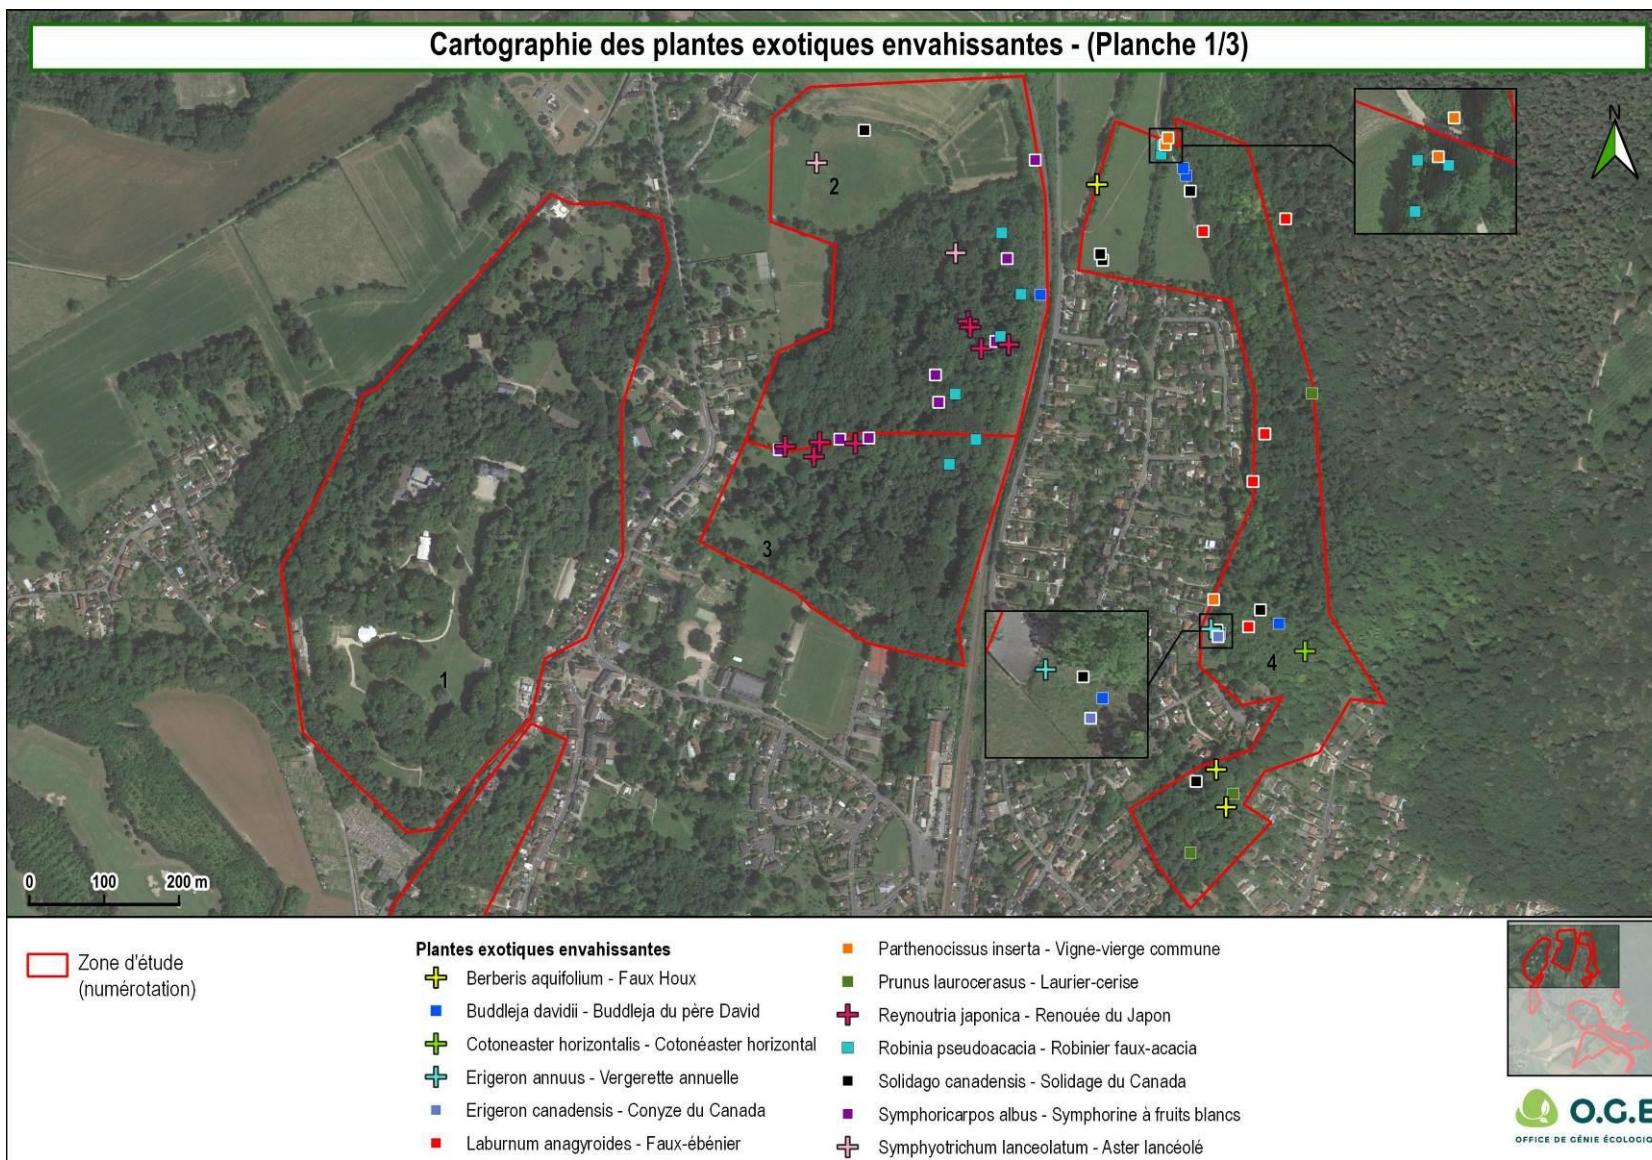 Cartographie des plantes exotiques envahissantes - (Planche 1/3)
N
2
3
1
4
0 100 200 m
Zone d'étude
(numérotation)
Plantes exotiques envahissantes
Berberis aquifolium - Faux Houx
Buddleja davidii - Buddleja du père David
Cotoneaster horizontalis - Cotonéaster horizontal
Erigeron annuus - Vergerette annuelle
Erigeron canadensis - Conyze du Canada
Laburnum anagyroides - Faux-ébénier
Parthenocissus inserta - Vigne-vierge commune
Prunus laurocerasus - Laurier-cerise
Reynoutria japonica - Renouée du Japon
Robinia pseudoacacia - Robinier faux-acacia
Solidago canadensis - Solidage du Canada
Symphoricarpos albus - Symphorine à fruits blancs
Symphyotrichum lanceolatum - Aster lancéolé
O.G.E
OFFICE DE GÉNIE ÉCOLOGIQ